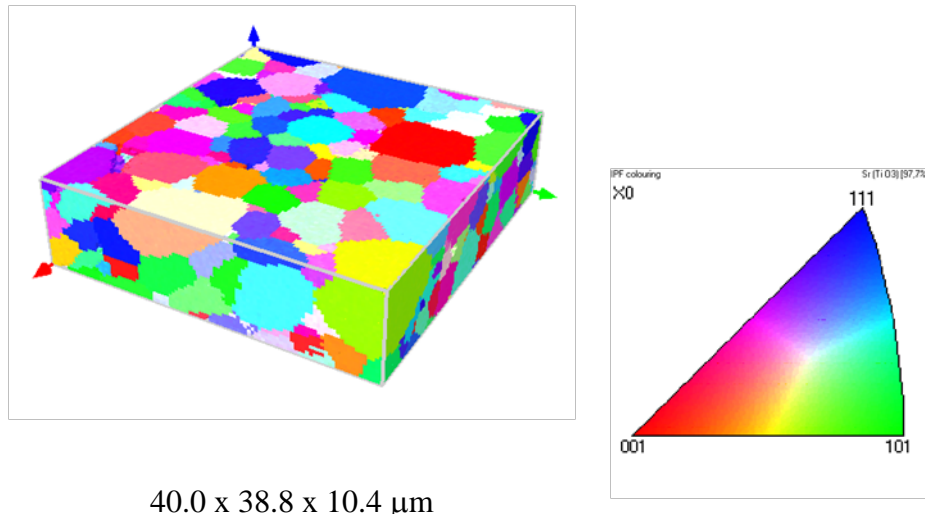 IPF colouring
Sr (Ti O3) [97,7%
X0
111
001
101
40.0 x 38.8 x 10.4 μm